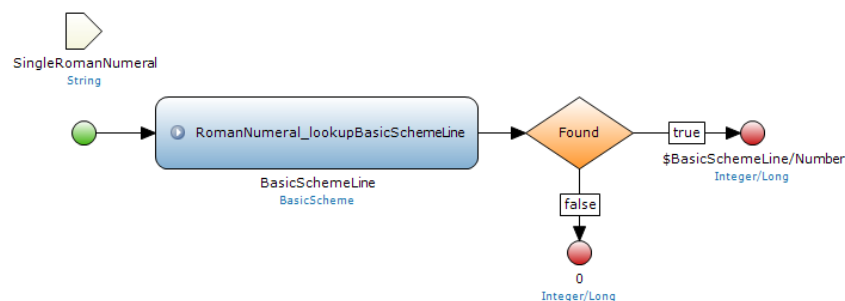 SingleRomanNumeral
String
RomanNumeral_lookupBasicSchemeLine
BasicSchemeLine
BasicScheme
Found
true
$BasicSchemeLine/Number
Integer/Long
false
0
Integer/Long